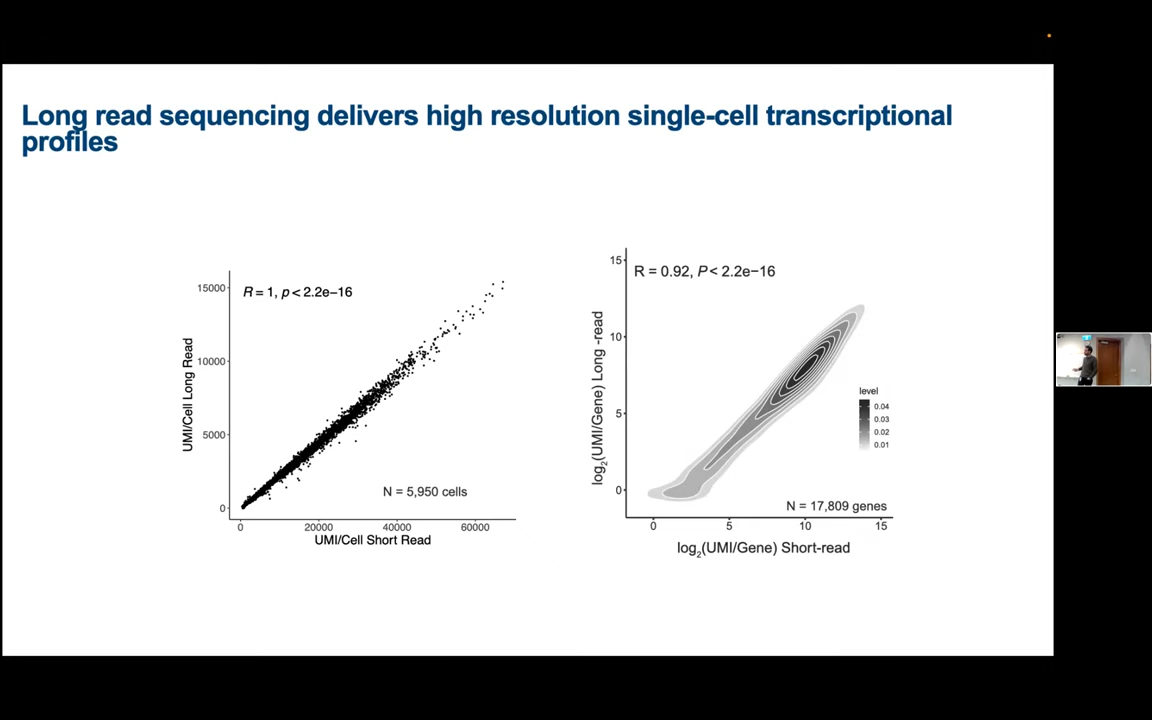 Long read sequencing delivers high resolution single-cell transcriptional
profiles
R = 1, p < 2.2e−16
15000
10000
5000
0
UMI/Cell Long Read
N = 5,950 cells
0 20000 40000 60000
UMI/Cell Short Read
R = 0.92, P < 2.2e−16
15
10
5
0
log2(UMI/Gene) Long -read
level
0.04
0.03
0.02
0.01
N = 17,809 genes
0 5 10 15
log2(UMI/Gene) Short-read